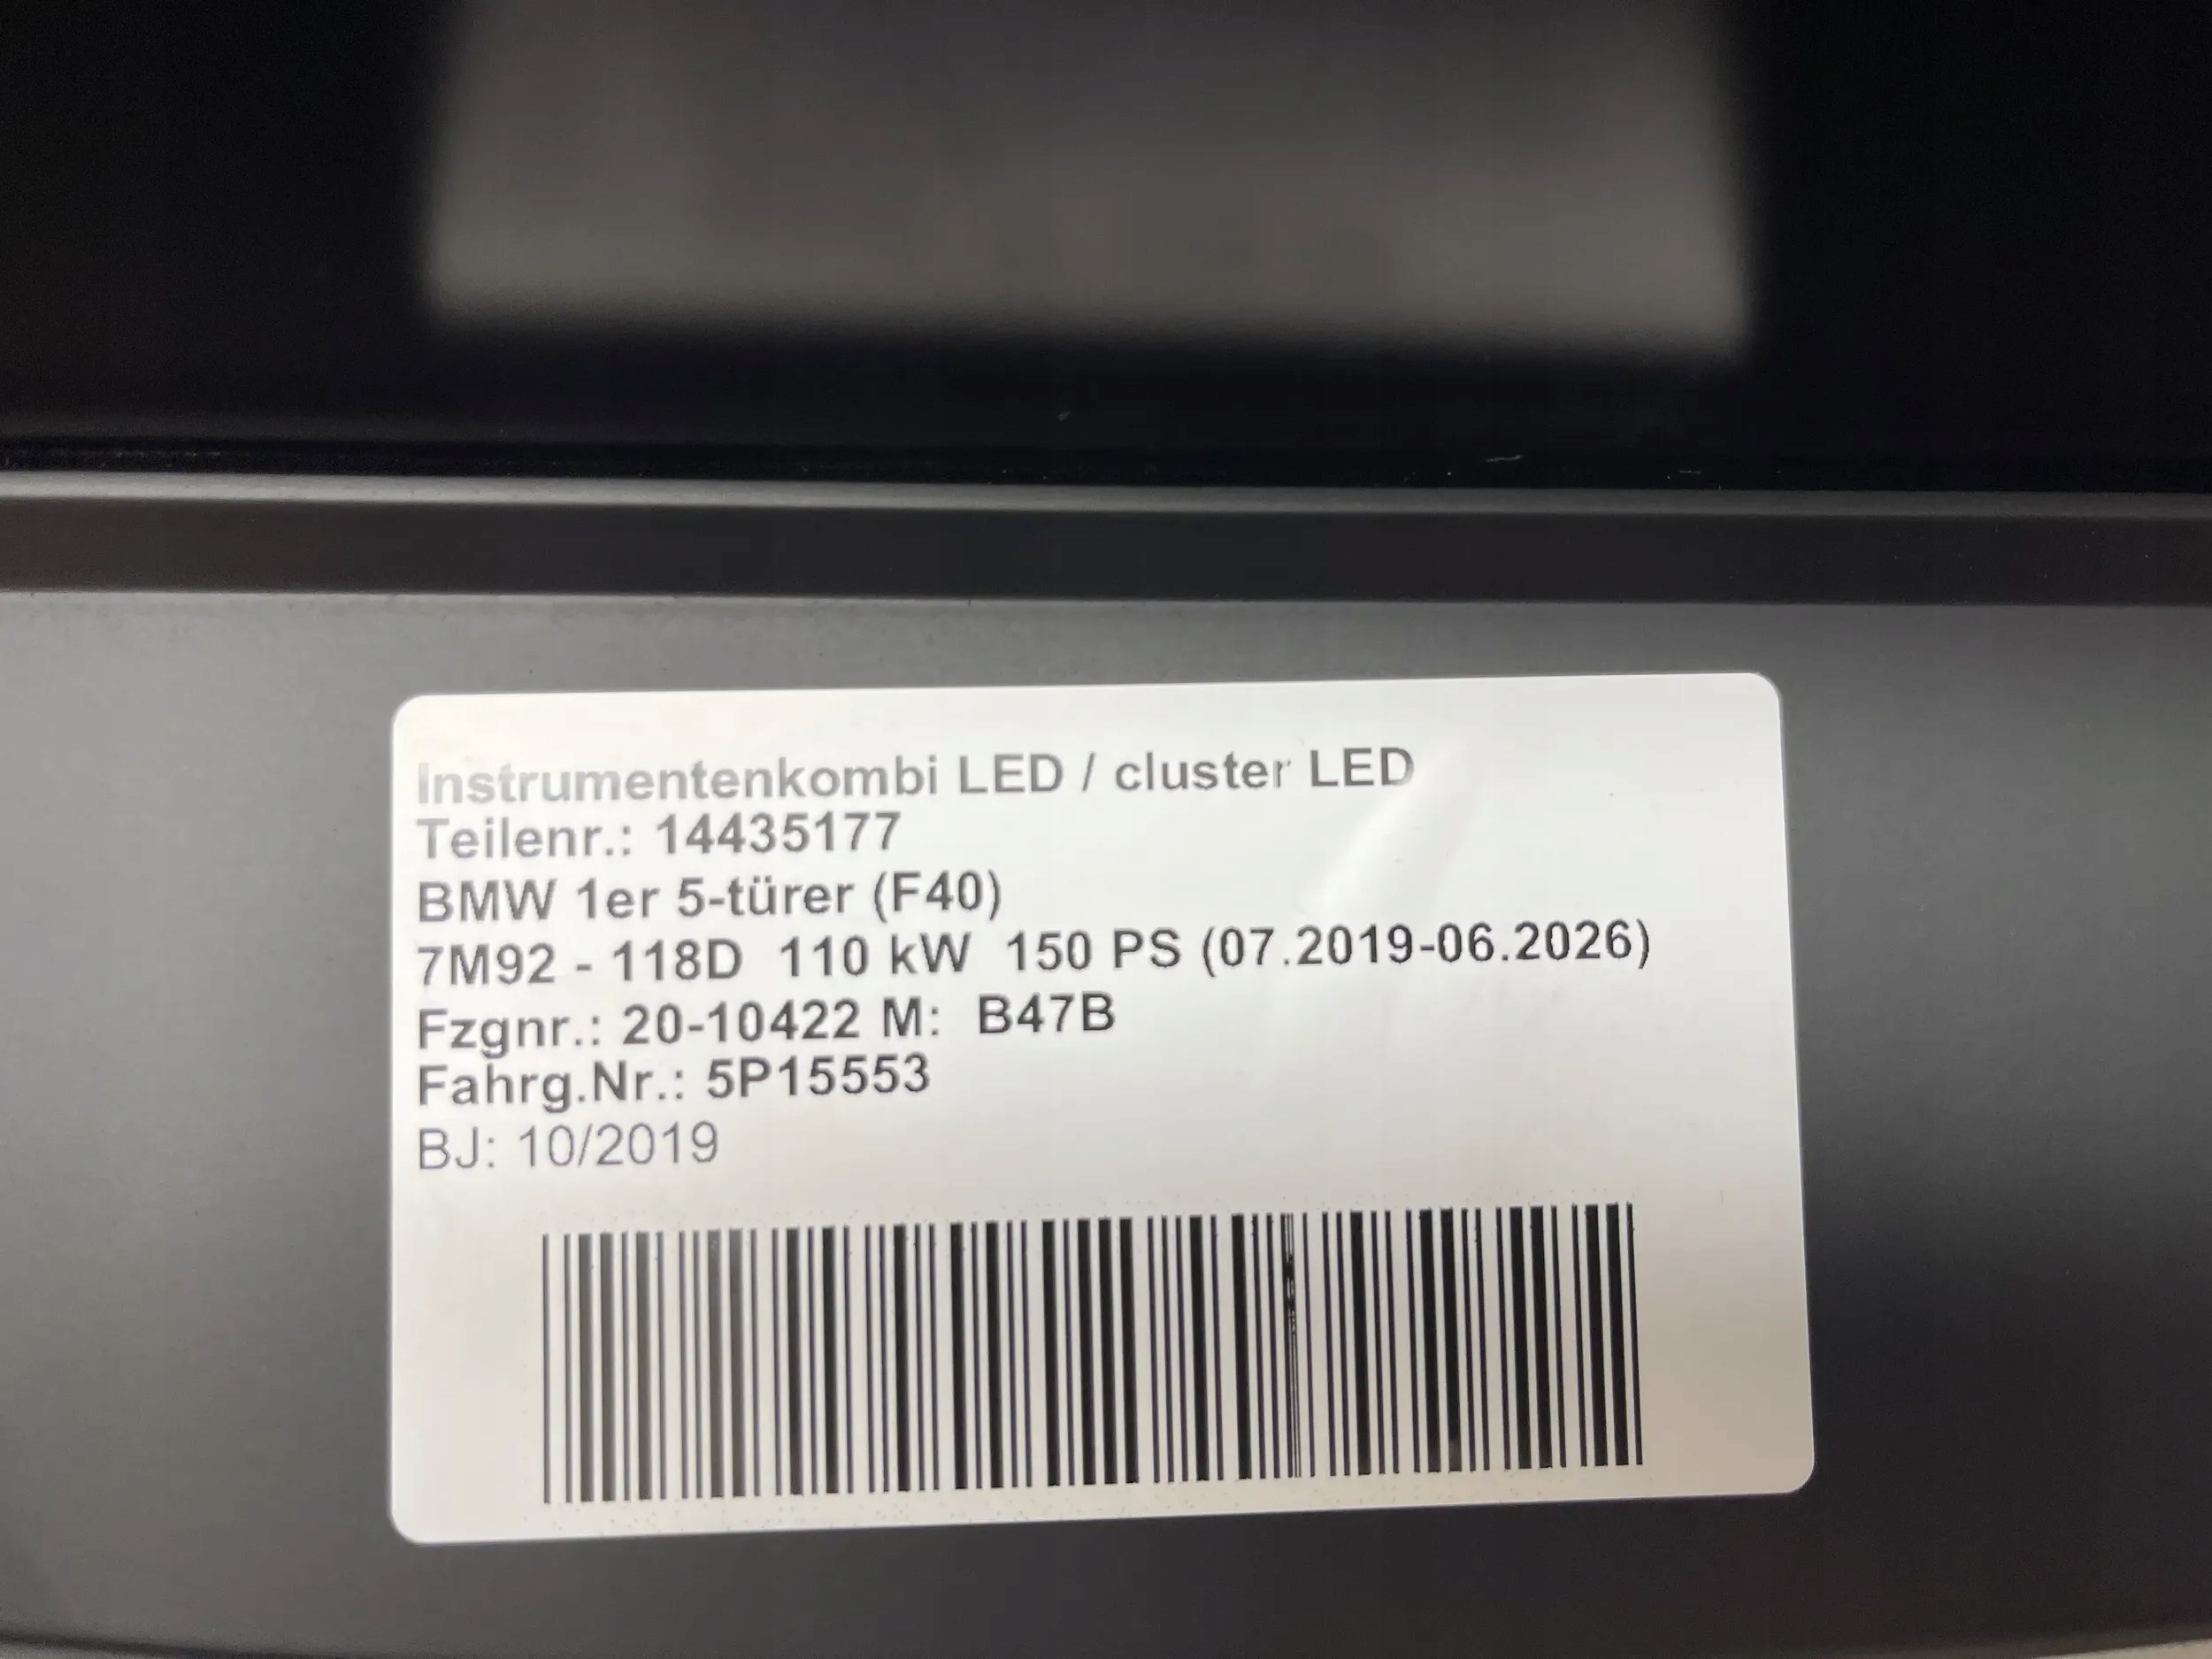 Instrumentenkombi LED / cluster LED
Teilenr.: 14435177
BMW 1er 5-türer (F40)
7M92 - 118D 110 kW 150 PS (07.2019-06.2026)
Fzgnr.: 20-10422 M: B47B
Fahrg.Nr.: 5P15553
BJ: 10/2019